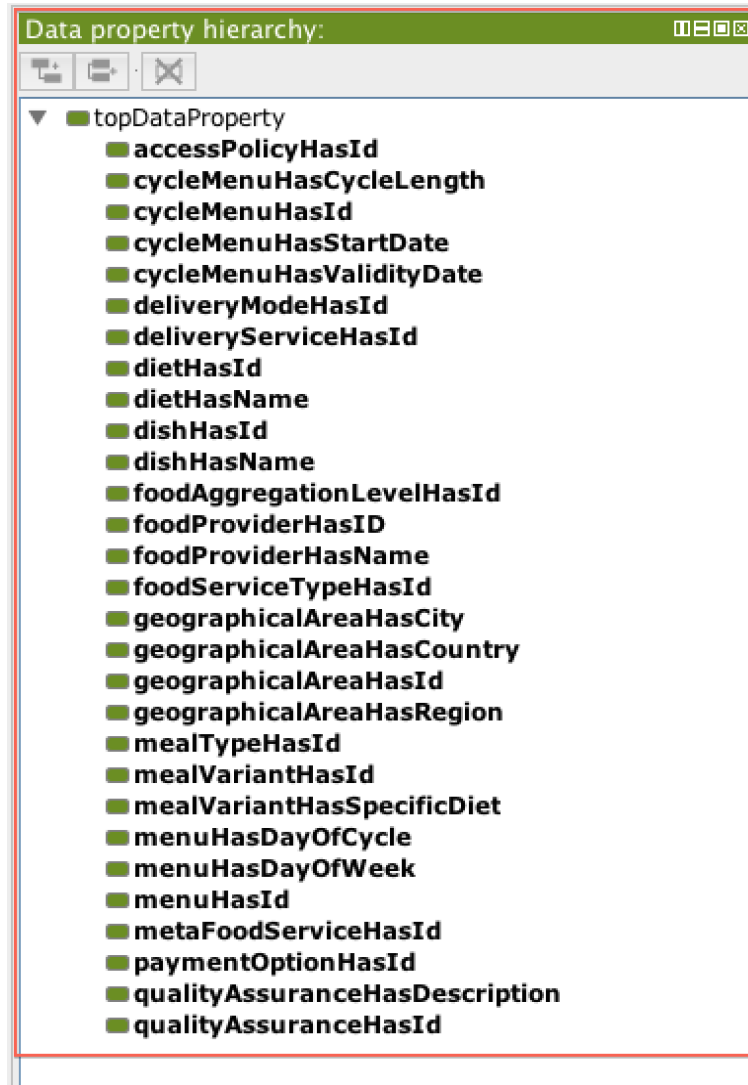 Data property hierarchy:
topDataProperty
accessPolicyHasId
cycleMenuHasCycleLength
cycleMenuHasId
cycleMenuHasStartDate
cycleMenuHasValidityDate
deliveryModeHasId
deliveryServiceHasId
dietHasId
dietHasName
dishHasId
dishHasName
foodAggregationLevelHasId
foodProviderHasID
foodProviderHasName
foodServiceTypeHasId
geographicalAreaHasCity
geographicalAreaHasCountry
geographicalAreaHasId
geographicalAreaHasRegion
mealTypeHasId
mealVariantHasId
mealVariantHasSpecificDiet
menuHasDayOfCycle
menuHasDayOfWeek
menuHasId
metaFoodServiceHasId
paymentOptionHasId
qualityAssuranceHasDescription
qualityAssuranceHasId